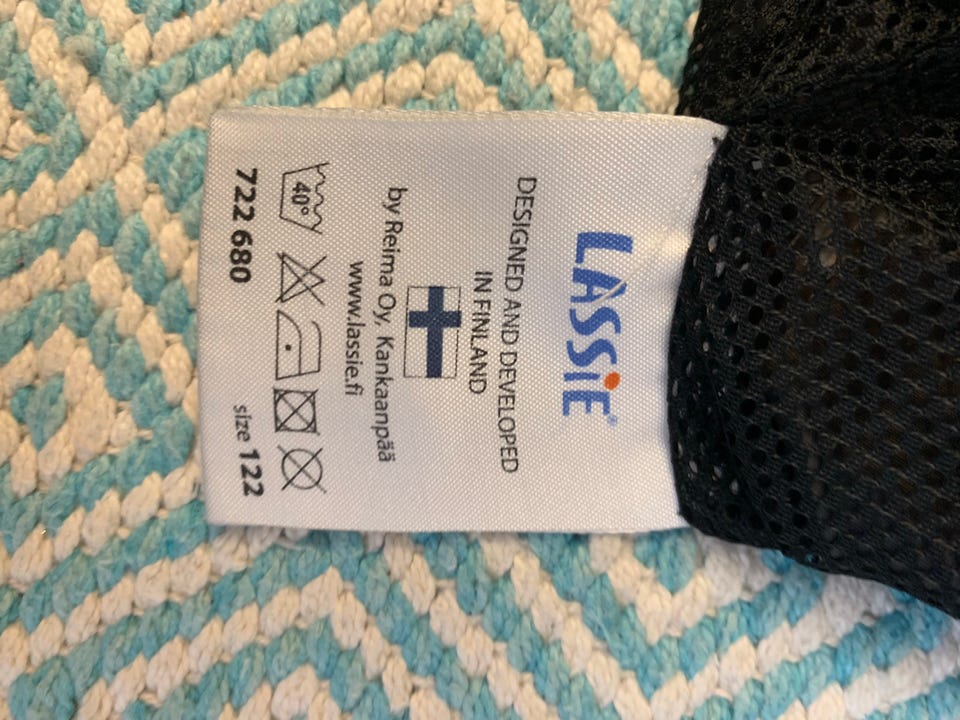 LASSiE®
DESIGNED AND DEVELOPED
IN FINLAND
by Reima Oy, Kankaanpää
www.lassie.fi
40°
722 680 size 122